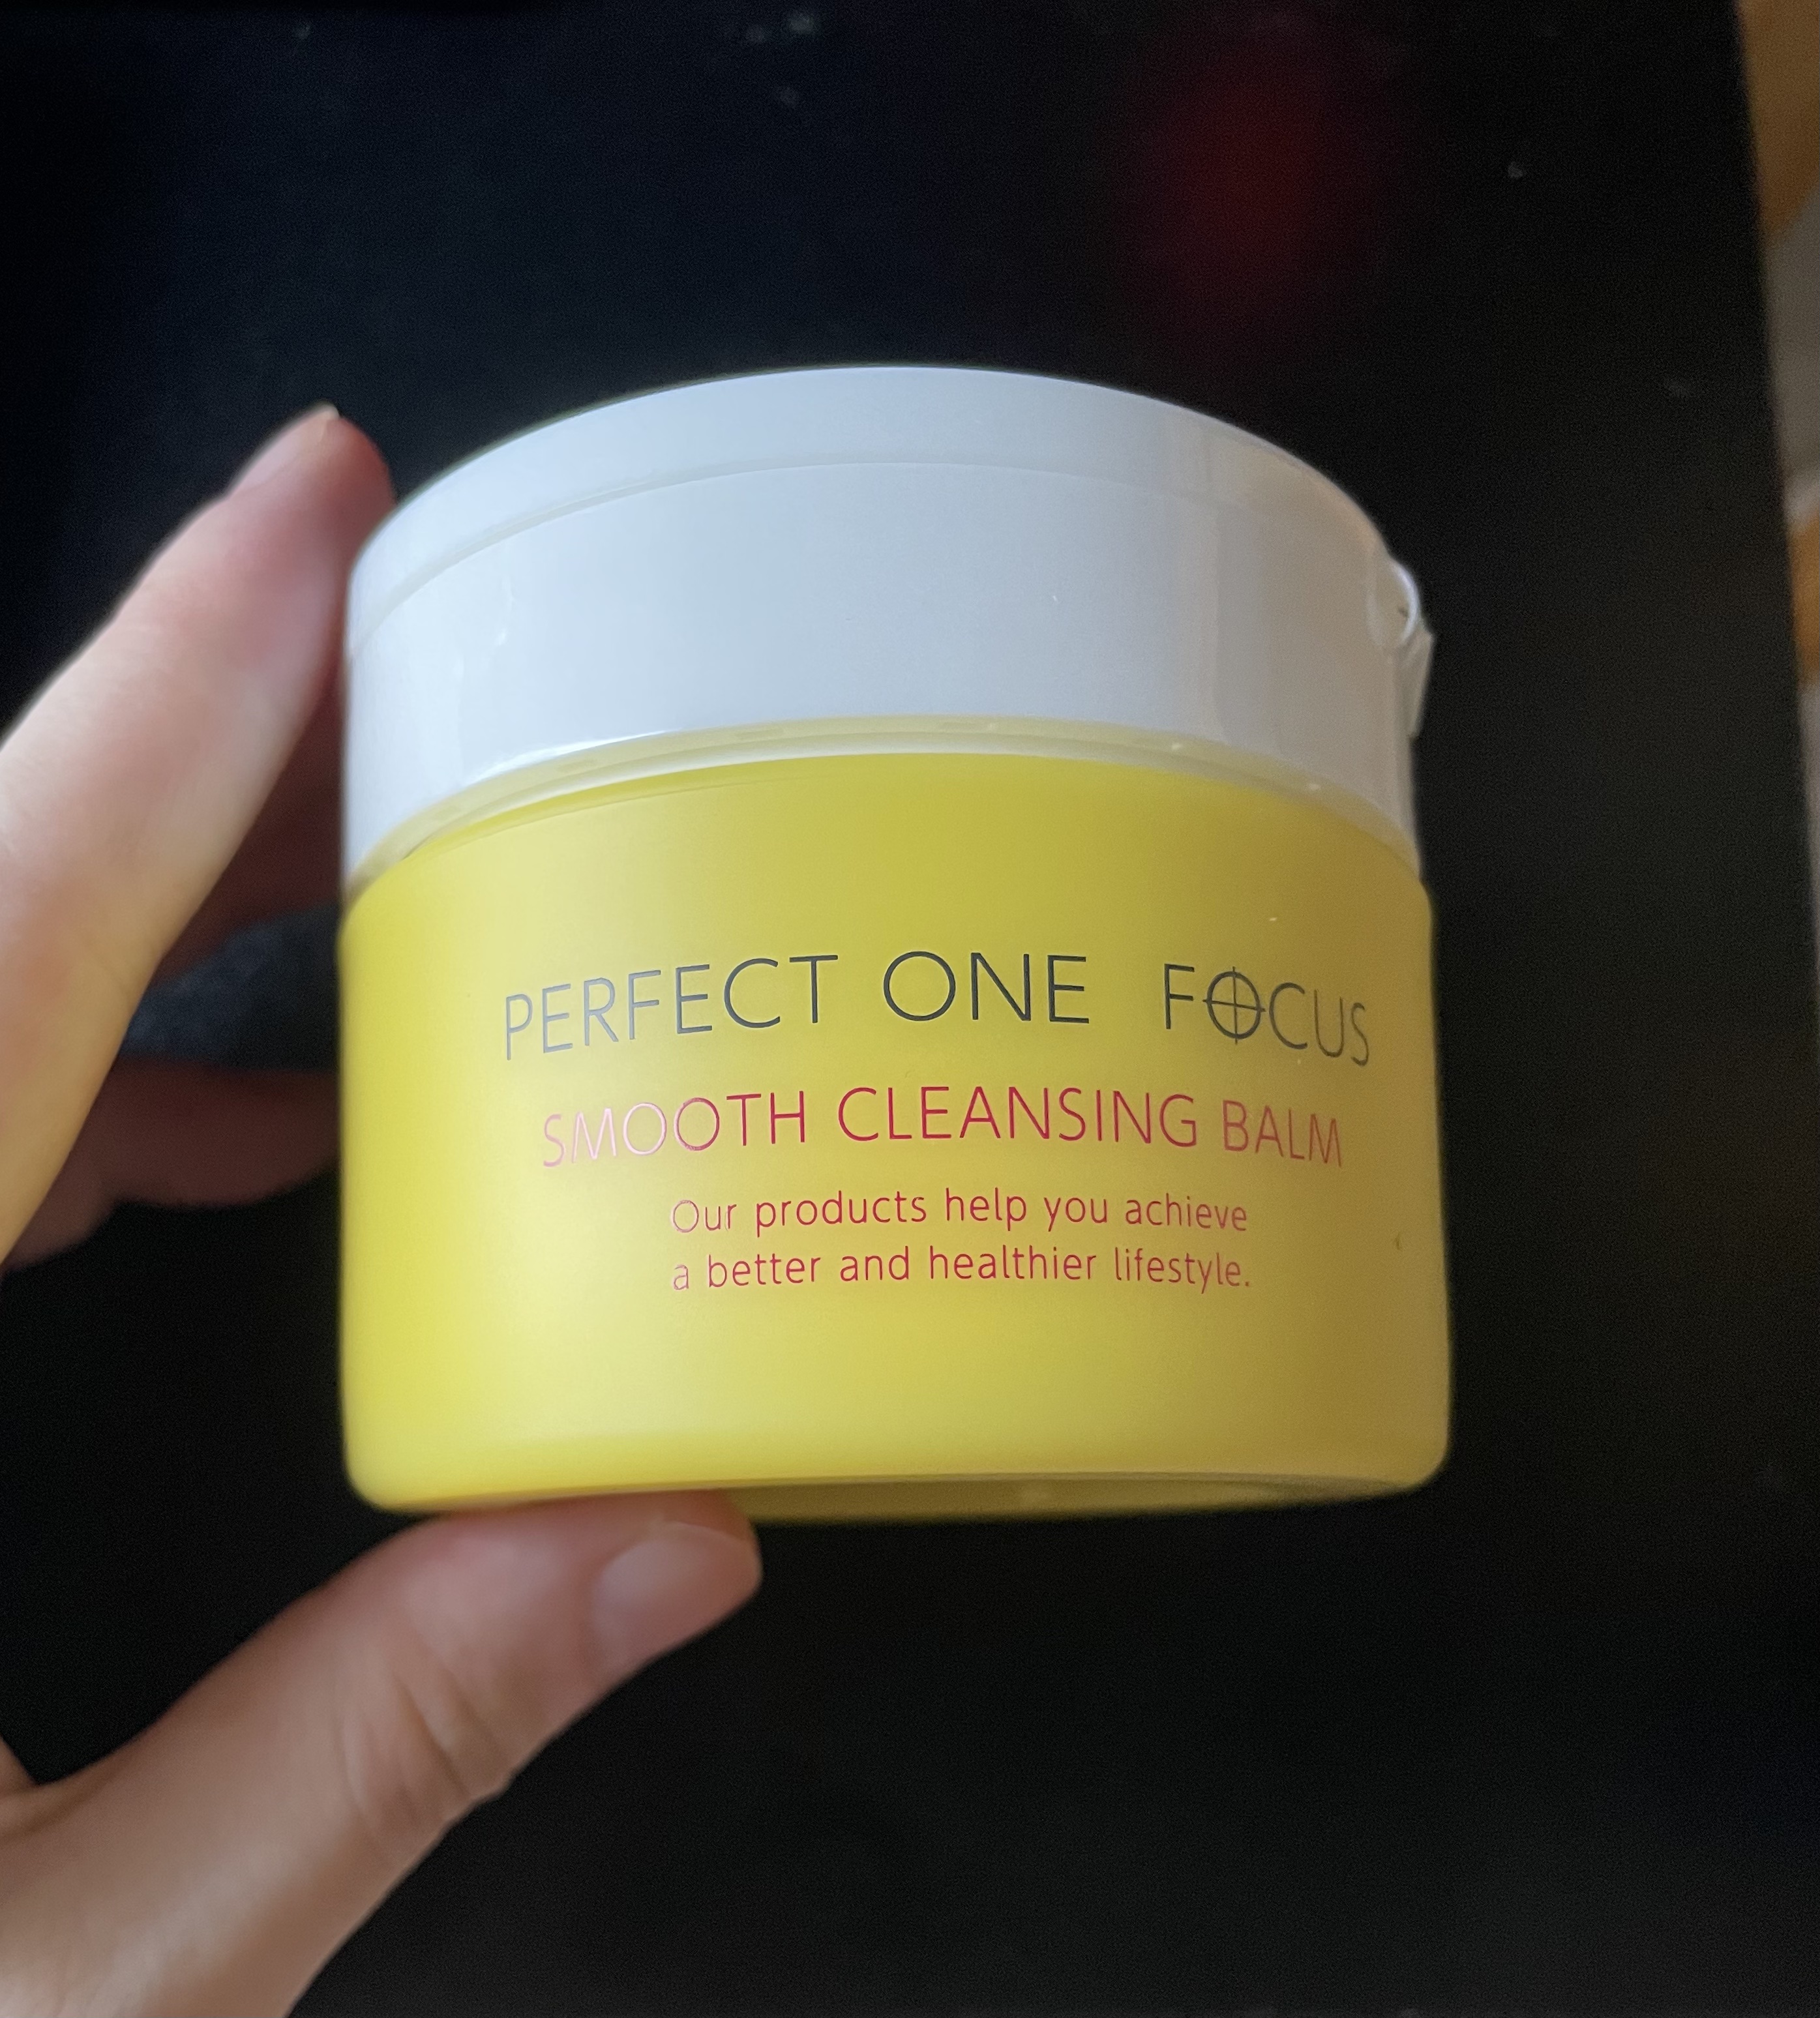 PERFECT ONE FOCUS
SMOOTH CLEANSING BALM
Our products help you achieve
a better and healthier lifestyle.